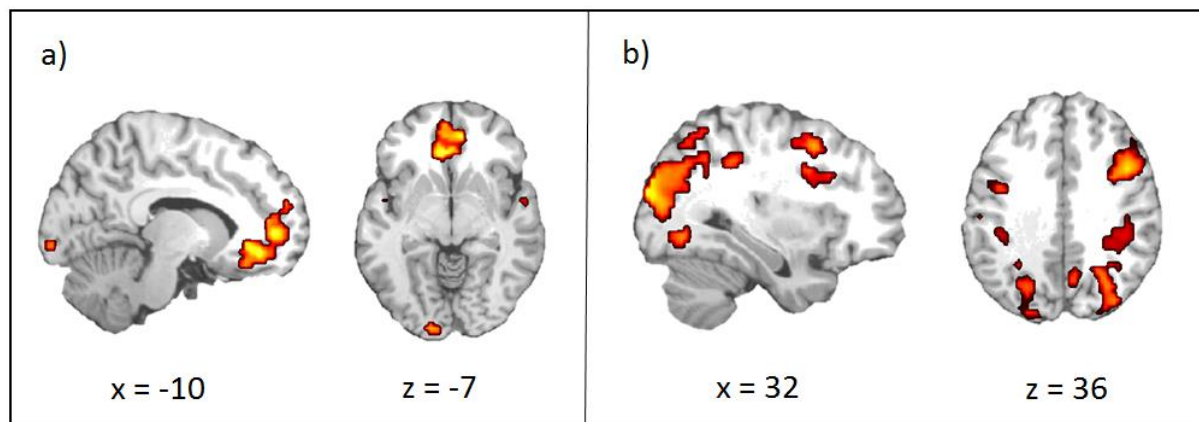 a)
b)
x = -10
z = -7
x = 32
z = 36